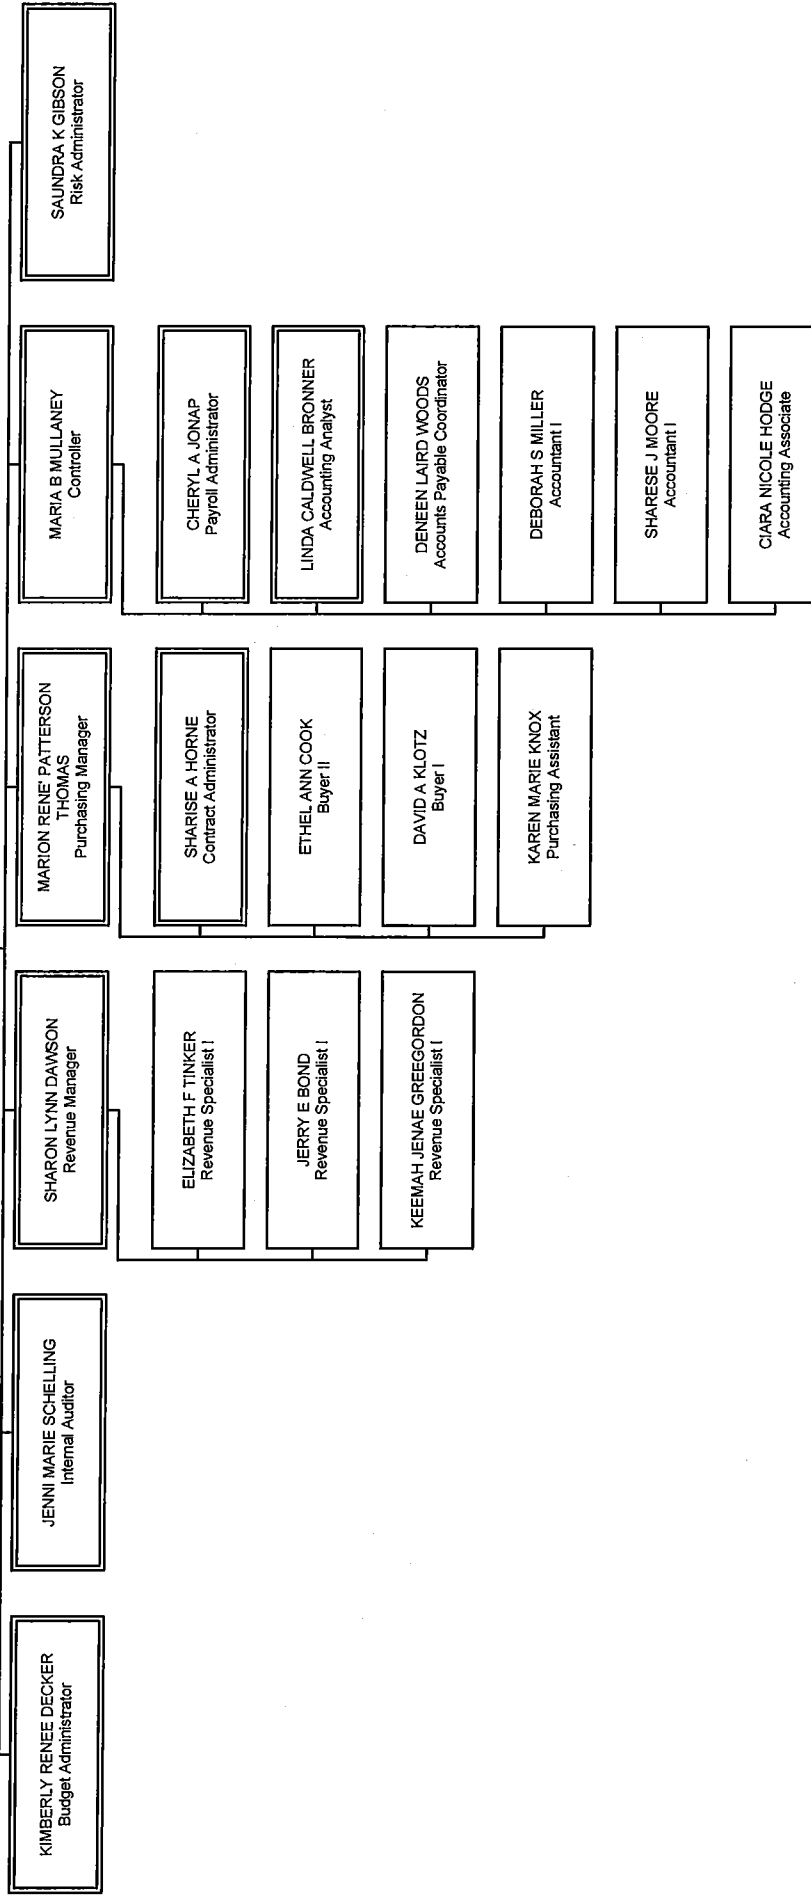 KIMBERLY RENEE DECKER
Budget Administrator
JENNI MARIE SCHELLING
Internal Auditor
SHARON LYNN DAWSON
Revenue Manager
ELIZABETH F TINKER
Revenue Specialist I
JERRY E BOND
Revenue Specialist I
KEEMAH JENAE GREEGORDON
Revenue Specialist I
MARION RENE' PATTERSON
THOMAS
Purchasing Manager
SHARISE A HORNE
Contract Administrator
ETHEL ANN COOK
Buyer II
DAVID A KLOTZ
Buyer I
KAREN MARIE KNOX
Purchasing Assistant
MARIA B MULLANEY
Controller
CHERYL A JONAP
Payroll Administrator
LINDA CALDWELL BRONNER
Accounting Analyst
DENEEN LAIRD WOODS
Accounts Payable Coordinator
DEBORAH S MILLER
Accountant I
SHARESE J MOORE
Accountant I
CIARA NICOLE HODGE
Accounting Associate
SAUNDRA K GIBSON
Risk Administrator